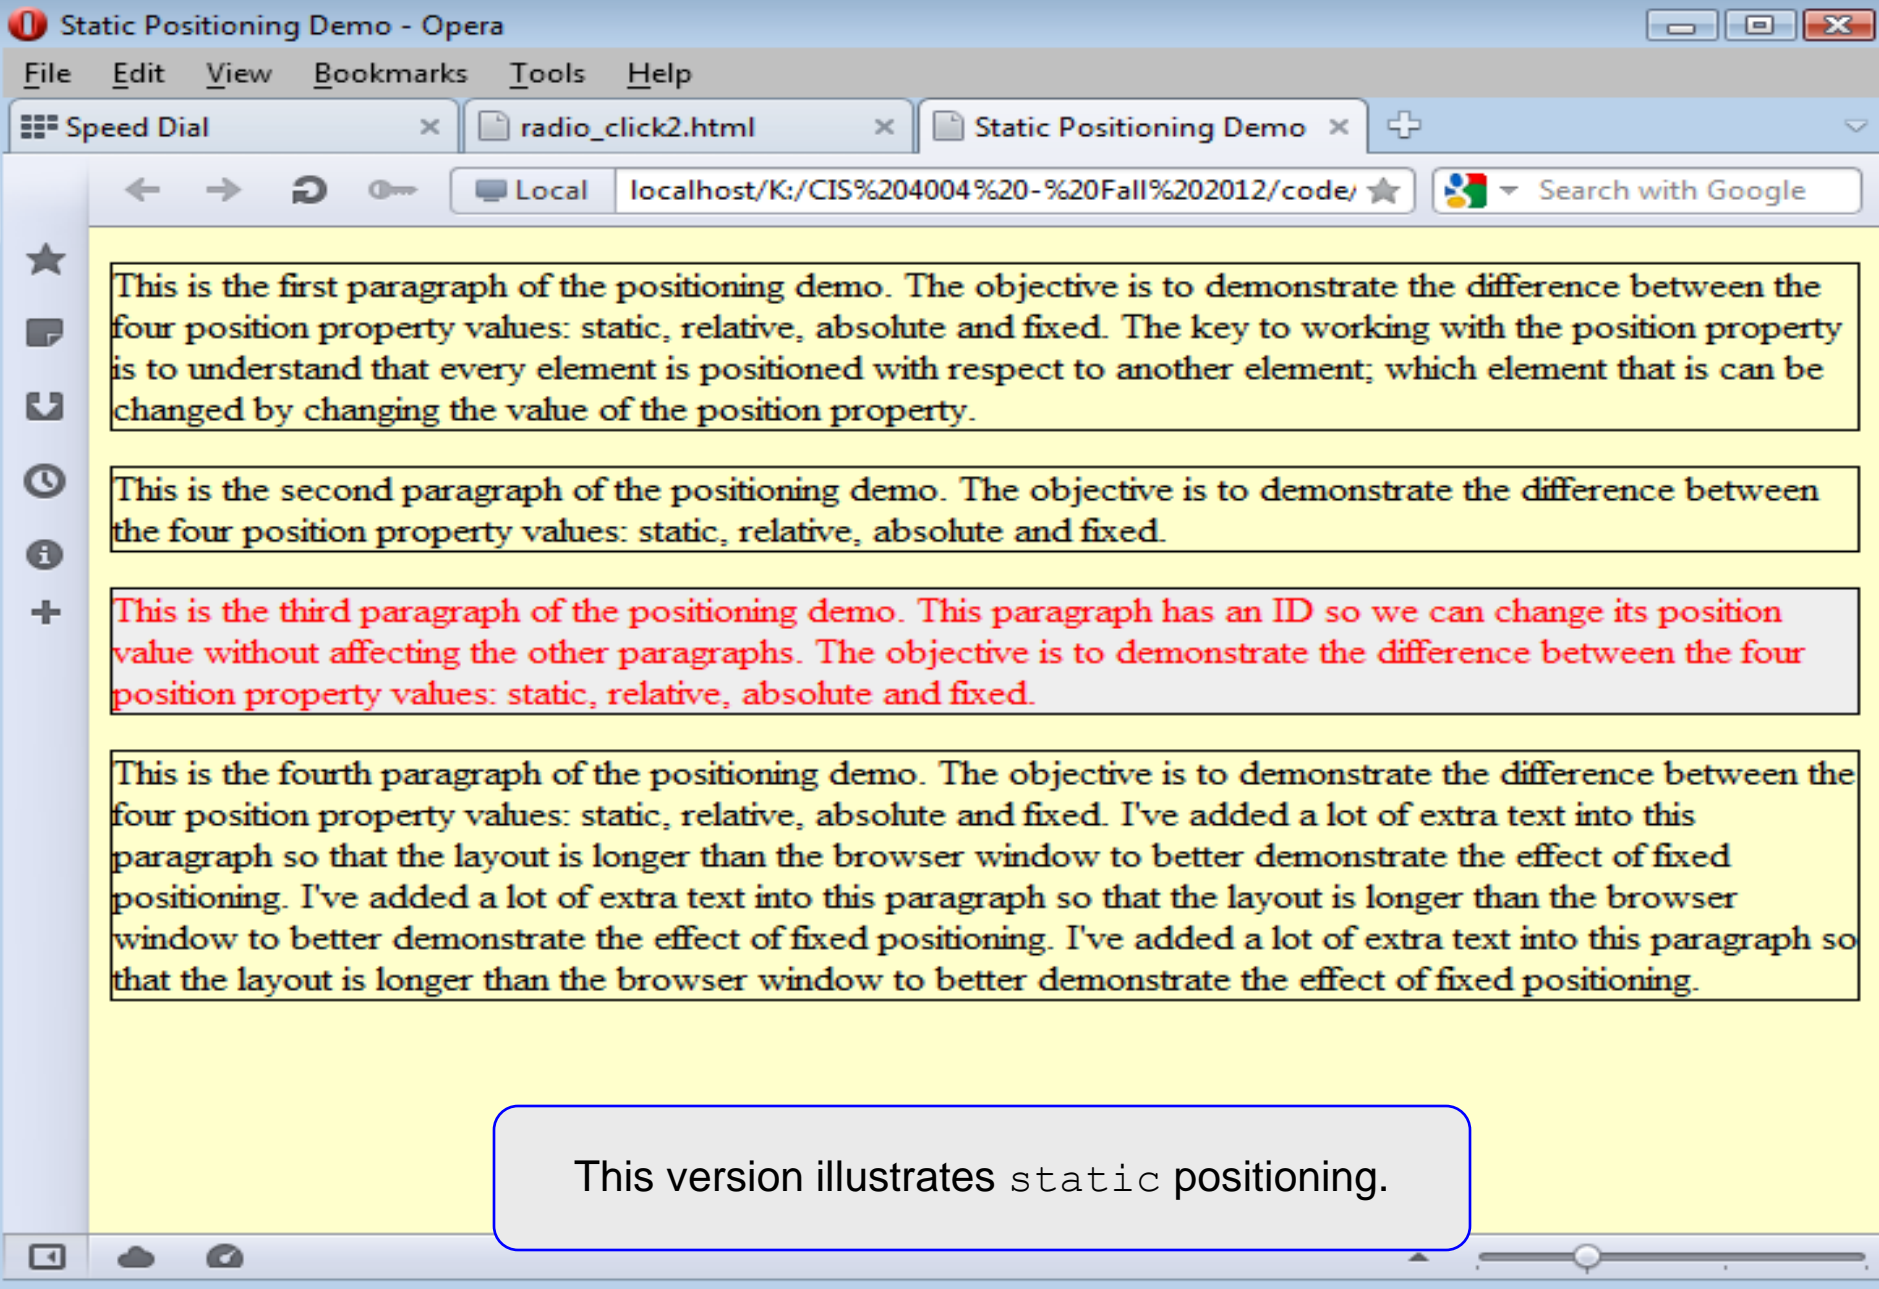 Static Positioning Demo - Opera
File Edit View Bookmarks Tools Help
Speed Dial radio_click2.html Static Positioning Demo
Local localhost/K:/CIS%204004%20-%20Fall%202012/code/ Search with Google
This is the first paragraph of the positioning demo. The objective is to demonstrate the difference between the
four position property values: static, relative, absolute and fixed. The key to working with the position property
is to understand that every element is positioned with respect to another element; which element that is can be
changed by changing the value of the position property.
This is the second paragraph of the positioning demo. The objective is to demonstrate the difference between
the four position property values: static, relative, absolute and fixed.
This is the third paragraph of the positioning demo. This paragraph has an ID so we can change its position
value without affecting the other paragraphs. The objective is to demonstrate the difference between the four
position property values: static, relative, absolute and fixed.
This is the fourth paragraph of the positioning demo. The objective is to demonstrate the difference between the
four position property values: static, relative, absolute and fixed. I've added a lot of extra text into this
paragraph so that the layout is longer than the browser window to better demonstrate the effect of fixed
positioning. I've added a lot of extra text into this paragraph so that the layout is longer than the browser
window to better demonstrate the effect of fixed positioning. I've added a lot of extra text into this paragraph so
that the layout is longer than the browser window to better demonstrate the effect of fixed positioning.
This version illustrates static positioning.